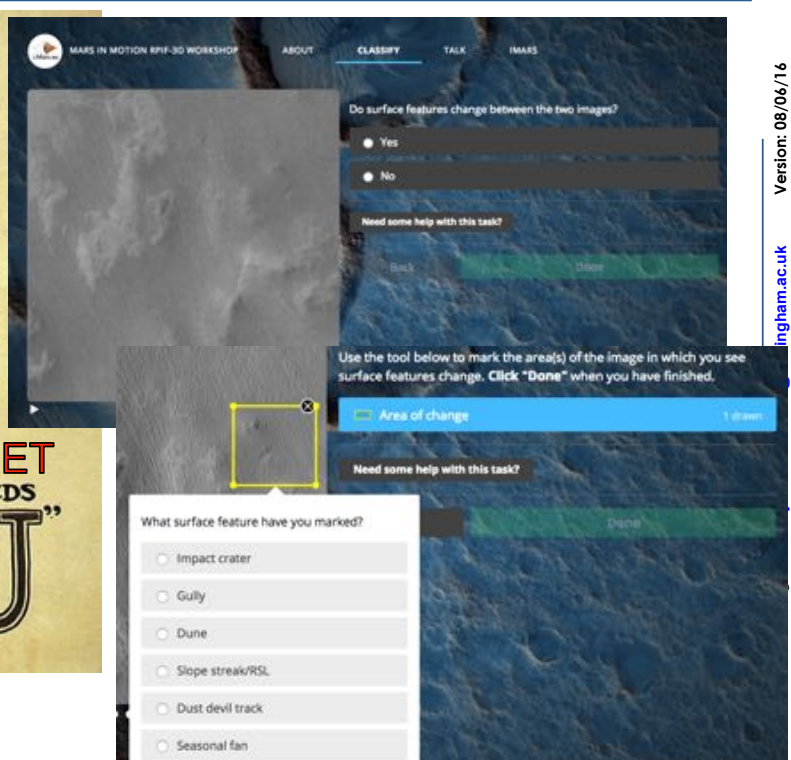 MARS IN MOTION RPIF-3D WORKSHOP
ABOUT
CLASSIFY
TALK
IMARS
Do surface features change between the two images?
Yes
No
Need some help with this task?
Back
Done
Use the tool below to mark the area(s) of the image in which you see
surface features change. Click "Done" when you have finished.
Area of change
1 drawn
Need some help with this task?
Done
What surface feature have you marked?
Impact crater
Gully
Dune
Slope streak/RSL
Dust devil track
Seasonal fan
ET
DS
U”
Version: 08/06/16
ingham.ac.uk